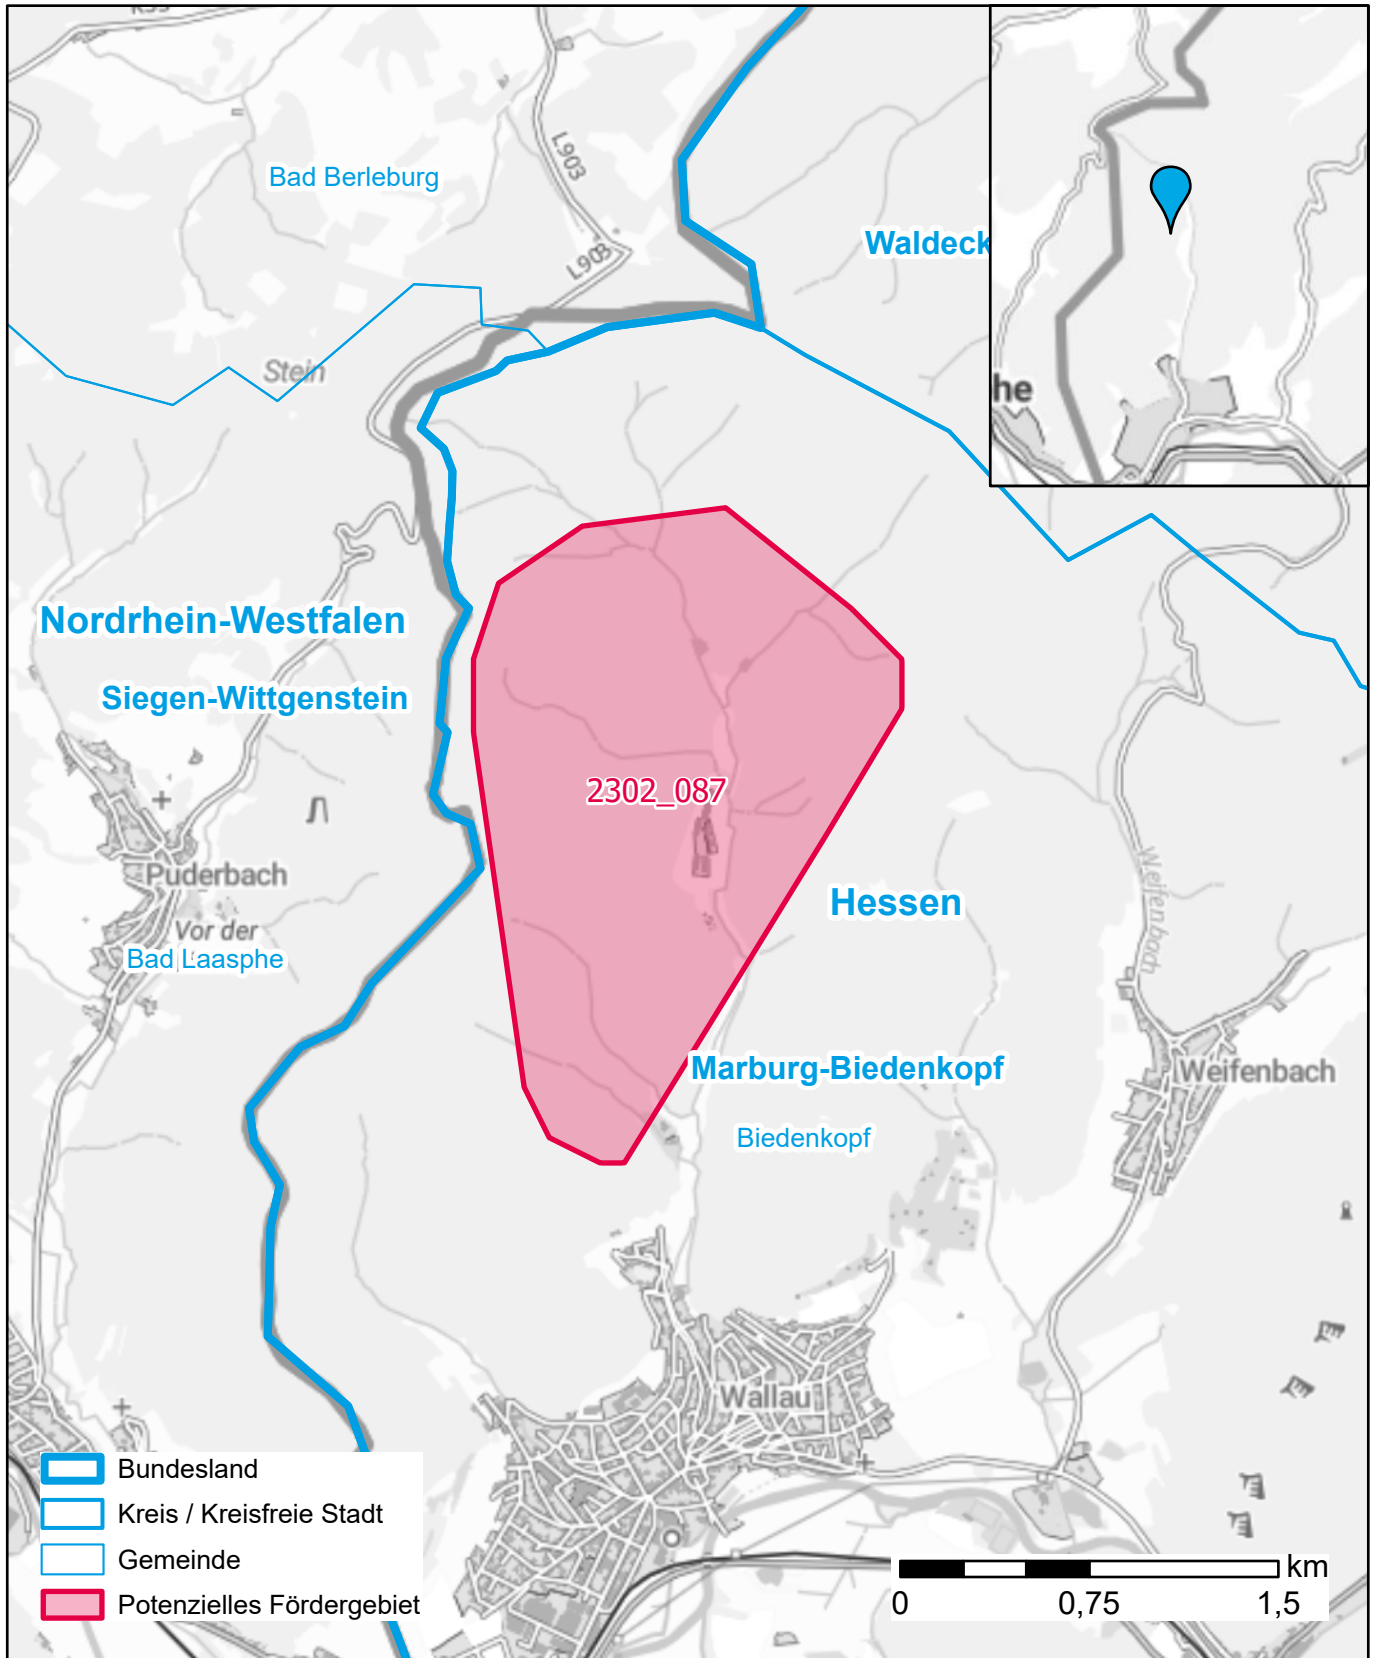 Bad Berleburg
L903
L903
Waldeck
he
Stein
Nordrhein-Westfalen
Siegen-Wittgenstein
2302_087
Puderbach
Vor der
Bad Laasphe
Hessen
Weifenbach
Marburg-Biedenkopf
Weifenbach
Biedenkopf
Wallau
Bundesland
Kreis / Kreisfreie Stadt
Gemeinde
Potenzielles Fördergebiet
km
0 0,75 1,5